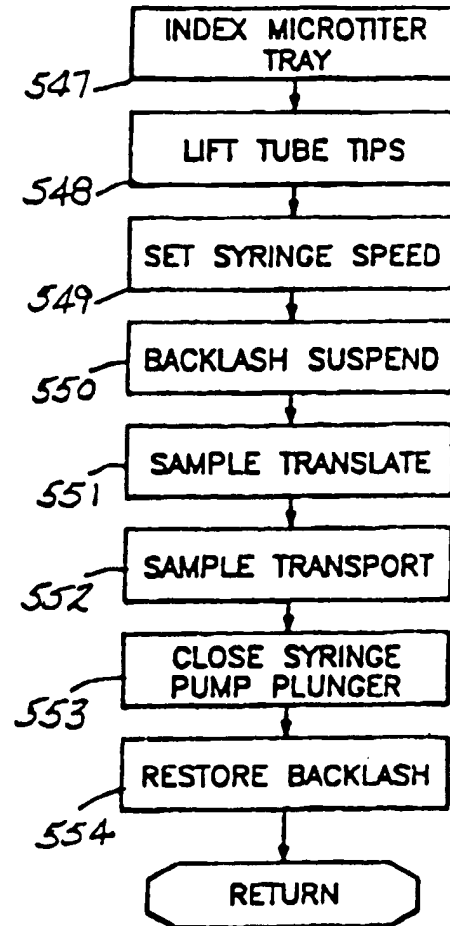 INDEX MICROTITER
TRAY
547
LIFT TUBE TIPS
548
SET SYRINGE SPEED
549
BACKLASH SUSPEND
550
SAMPLE TRANSLATE
551
SAMPLE TRANSPORT
552
CLOSE SYRINGE
PUMP PLUNGER
553
RESTORE BACKLASH
554
RETURN